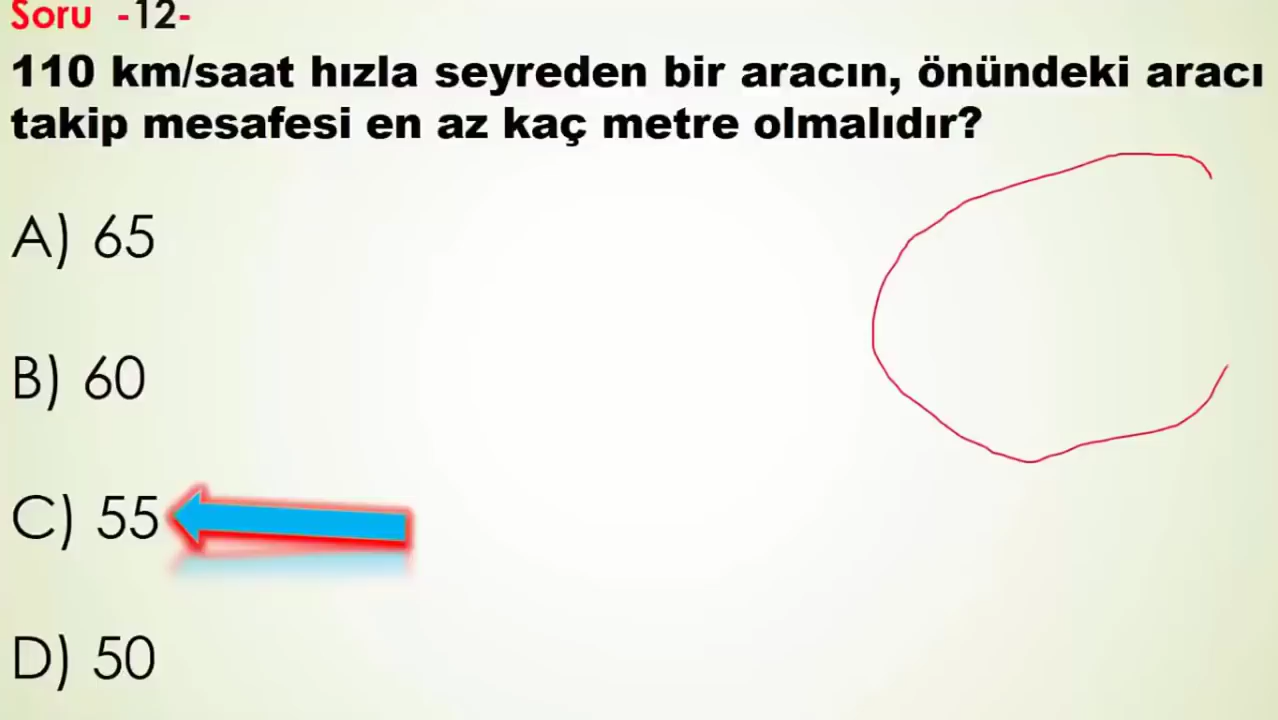 Soru -12-
110 km/saat hızla seyreden bir aracın, önündeki aracı
takip mesafesi en az kaç metre olmalıdır?
A) 65
B) 60
C) 55
D) 50